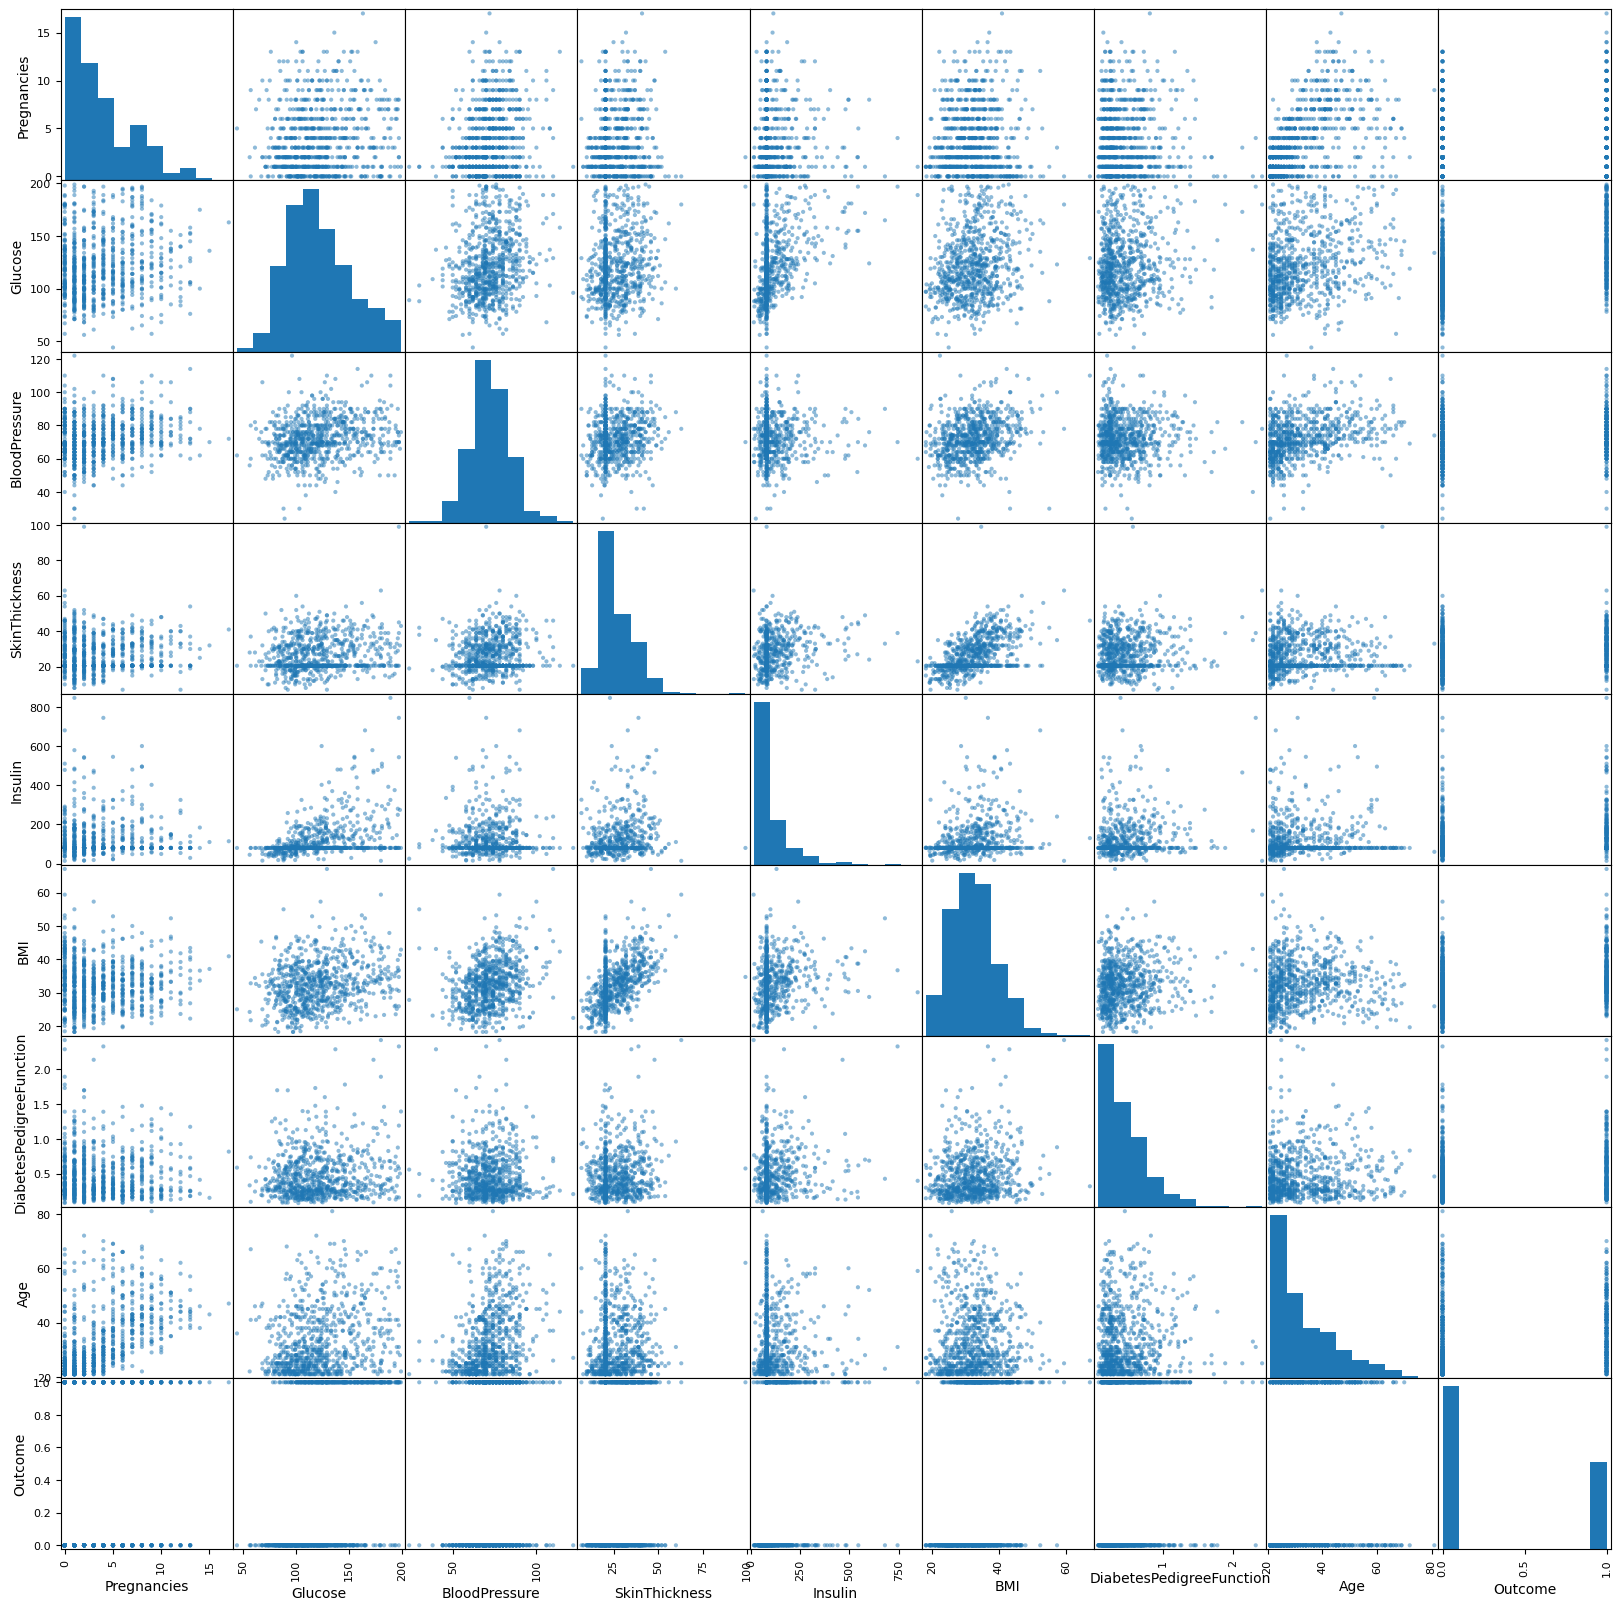 15
10
5
0
Pregnancies
200
150
100
50
Glucose
120
100
80
60
40
BloodPressure
100
80
60
40
20
SkinThickness
800
600
400
200
0
Insulin
60
50
40
30
20
BMI
2.0
1.5
1.0
0.5
DiabetesPedigreeFunction
80
60
40
20
Age
1.0
0.8
0.6
0.4
0.2
0.0
Outcome
0 5 10 15
50 100 150 200
50 100
25 50 75 100
0 250 500 750
20 40 60
1 2
20 40 60 80
0.0 0.5 1.0
Pregnancies Glucose BloodPressure SkinThickness Insulin BMI DiabetesPedigreeFunction Age Outcome